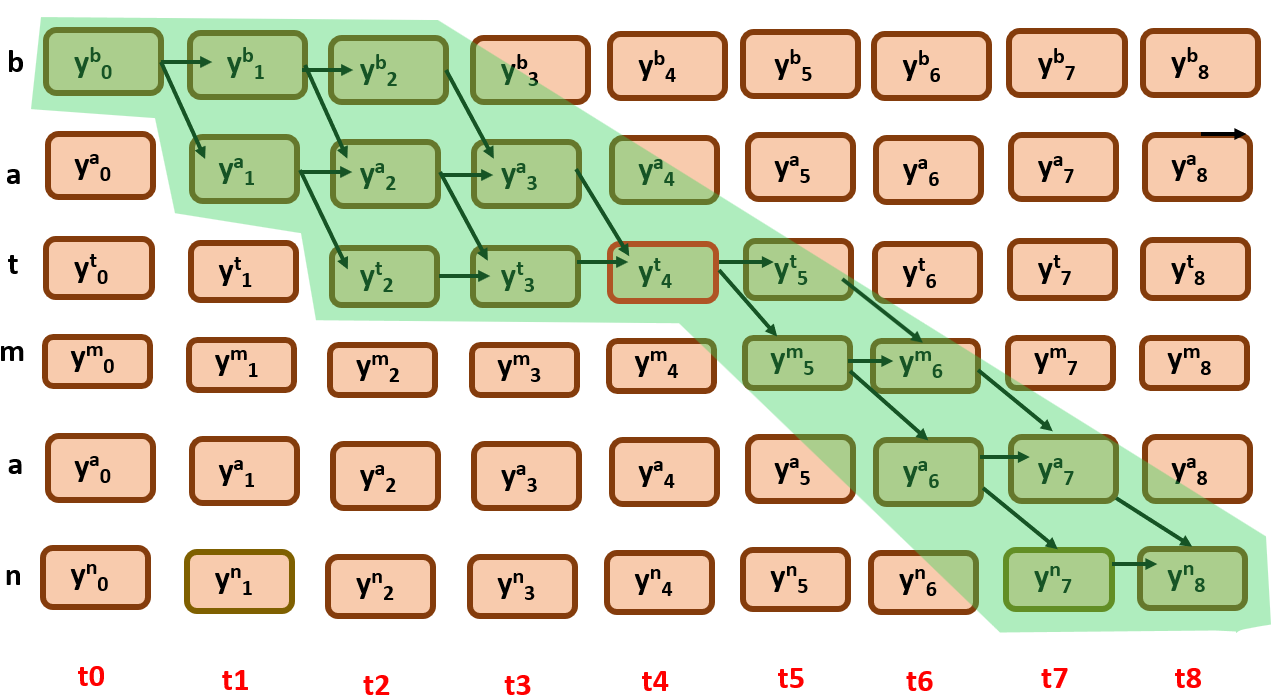 b y^b_0 y^b_1 y^b_2 y^b_3 y^b_4 y^b_5 y^b_6 y^b_7 y^b_8
a y^a_0 y^a_1 y^a_2 y^a_3 y^a_4 y^a_5 y^a_6 y^a_7 y^a_8
t y^t_0 y^t_1 y^t_2 y^t_3 y^t_4 y^t_5 y^t_6 y^t_7 y^t_8
m y^m_0 y^m_1 y^m_2 y^m_3 y^m_4 y^m_5 y^m_6 y^m_7 y^m_8
a y^a_0 y^a_1 y^a_2 y^a_3 y^a_4 y^a_5 y^a_6 y^a_7 y^a_8
n y^n_0 y^n_1 y^n_2 y^n_3 y^n_4 y^n_5 y^n_6 y^n_7 y^n_8
t0 t1 t2 t3 t4 t5 t6 t7 t8